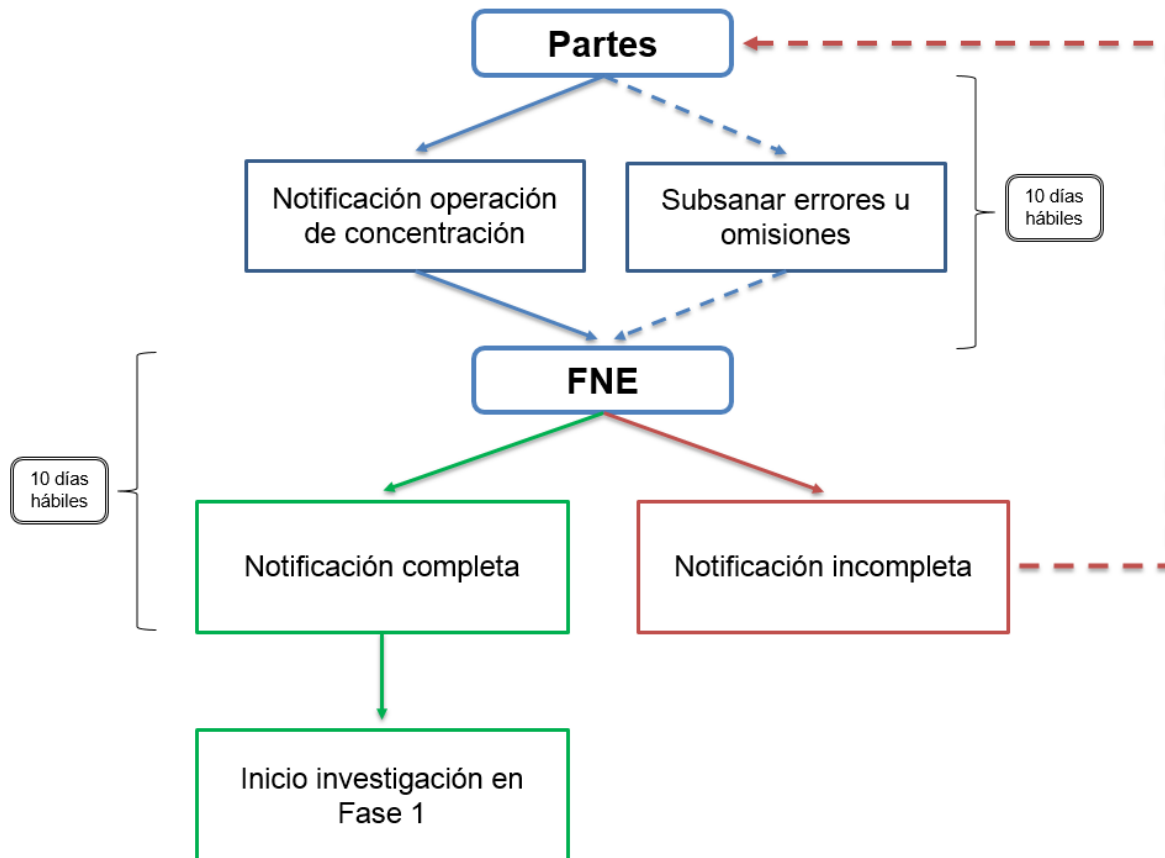 Partes
Notificación operación
de concentración
Subsanar errores u
omisiones
10 días
hábiles
FNE
10 días
hábiles
Notificación completa
Notificación incompleta
Inicio investigación en
Fase 1